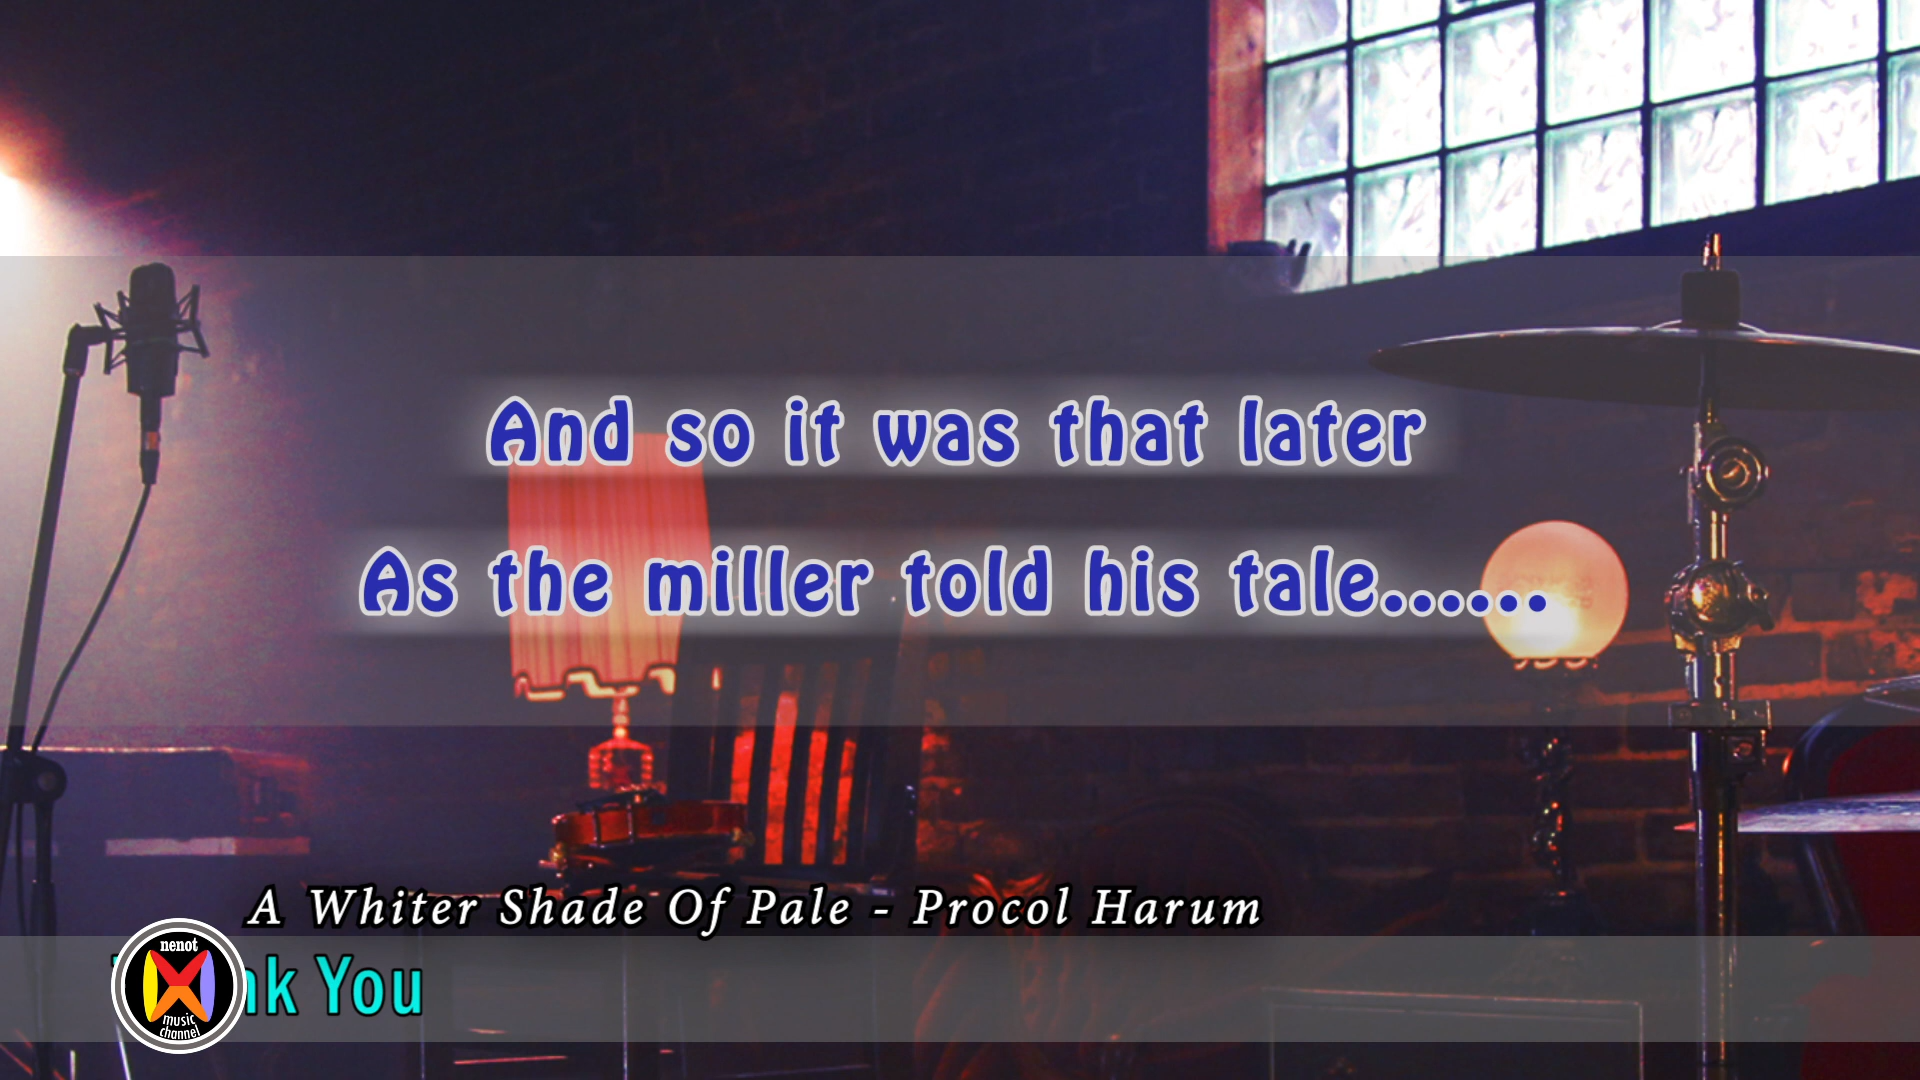 And so it was that later
As the miller told his tale......
A Whiter Shade Of Pale - Procol Harum
You
nenot
music
channel